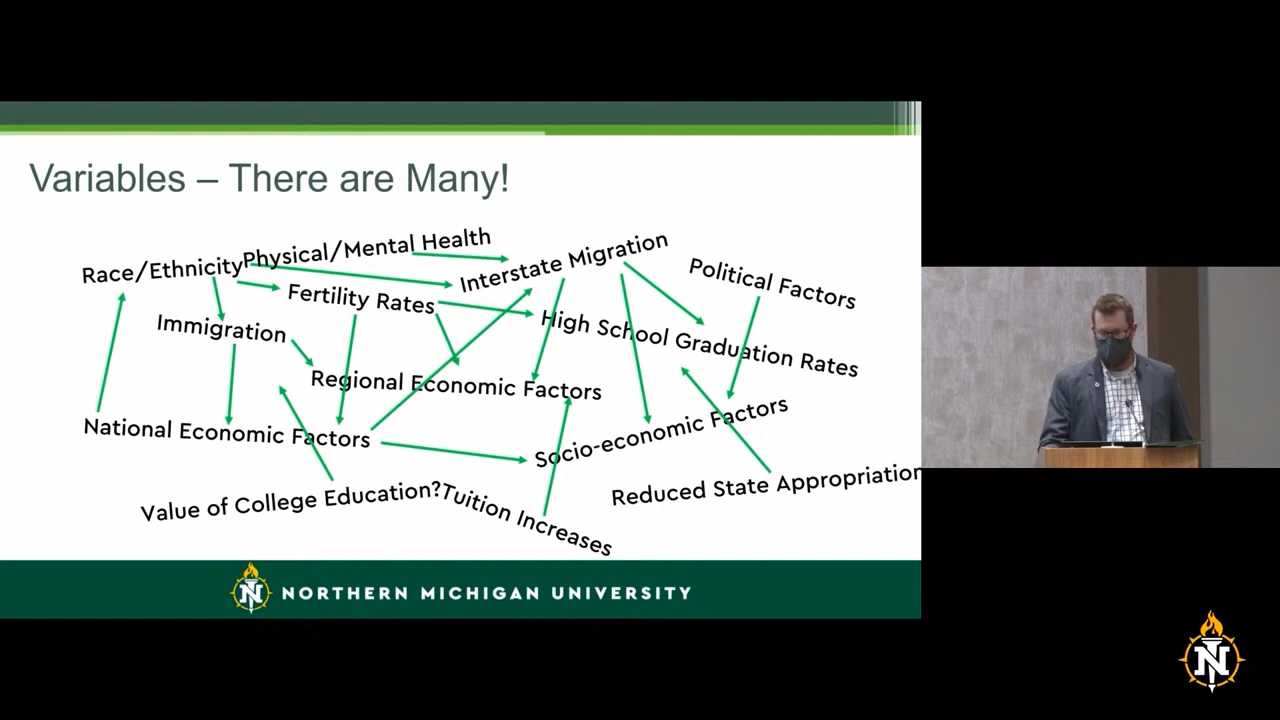 Variables – There are Many!
Physical/Mental Health
Race/Ethnicity
Interstate Migration
Political Factors
Fertility Rates
Immigration
High School Graduation Rates
Regional Economic Factors
National Economic Factors
Socio-economic Factors
Value of College Education?
Tuition Increases
Reduced State Appropriation
N NORTHERN MICHIGAN UNIVERSITY
N